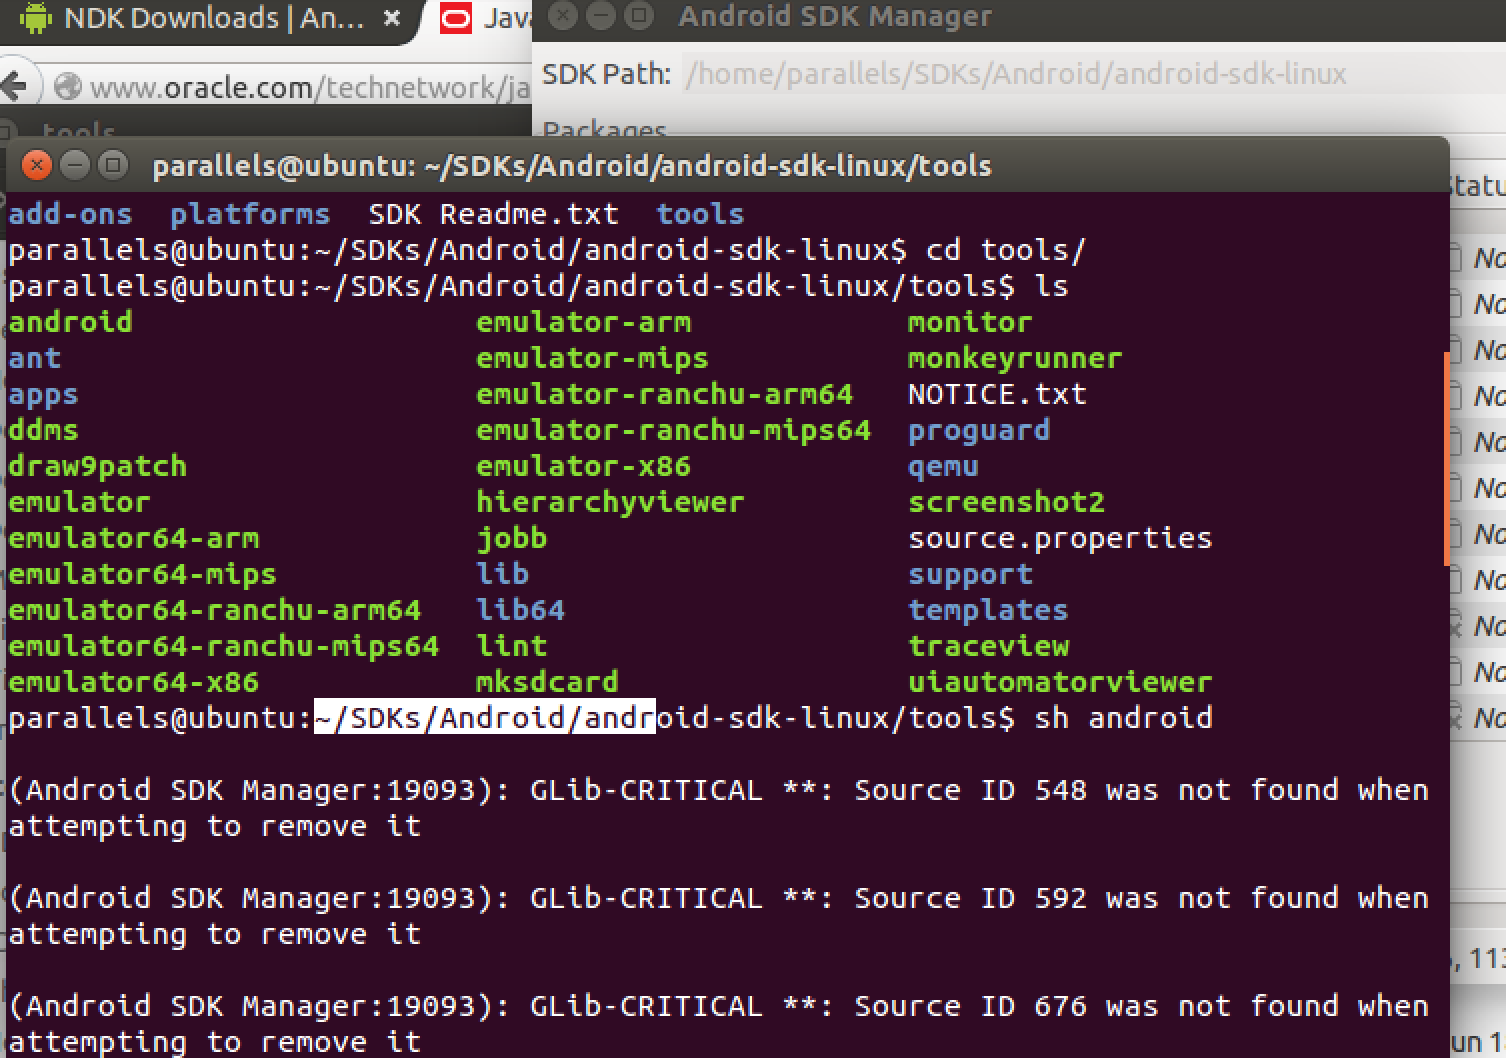 NDK Downloads | An...
Java
Android SDK Manager
www.oracle.com/technetwork/ja
SDK Path: /home/parallels/SDKs/Android/android-sdk-linux
tools
Packages
parallels@ubuntu: ~/SDKs/Android/android-sdk-linux/tools
Statu
add-ons platforms SDK Readme.txt tools
parallels@ubuntu:~/SDKs/Android/android-sdk-linux$ cd tools/
parallels@ubuntu:~/SDKs/Android/android-sdk-linux/tools$ ls
android emulator-arm monitor
ant emulator-mips monkeyrunner
apps emulator-ranchu-arm64 NOTICE.txt
ddms emulator-ranchu-mips64 proguard
draw9patch emulator-x86 qemu
emulator hierarchyviewer screenshot2
emulator64-arm jobb source.properties
emulator64-mips lib support
emulator64-ranchu-arm64 lib64 templates
emulator64-ranchu-mips64 lint traceview
emulator64-x86 mksdcard uiautomatorviewer
parallels@ubuntu:~/SDKs/Android/android-sdk-linux/tools$ sh android
(Android SDK Manager:19093): GLib-CRITICAL **: Source ID 548 was not found when
attempting to remove it
(Android SDK Manager:19093): GLib-CRITICAL **: Source ID 592 was not found when
attempting to remove it
(Android SDK Manager:19093): GLib-CRITICAL **: Source ID 676 was not found when
attempting to remove it
No
No
No
No
No
No
No
No
No
No
No
, 113
un 1